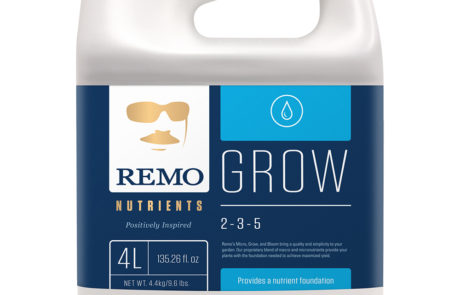 REMO
NUTRIENTS
Positively Inspired
4L
135.26 fl. oz
NET WT. 4.4kg/9.6 lbs
GROW
2-3-5
Remo's Micro, Grow, and Bloom bring a quality and simplicity to your
garden. Our proprietary blend of macro and micronutrients provide your
plants with the foundation needed to achieve maximized yield.
Provides a nutrient foundation